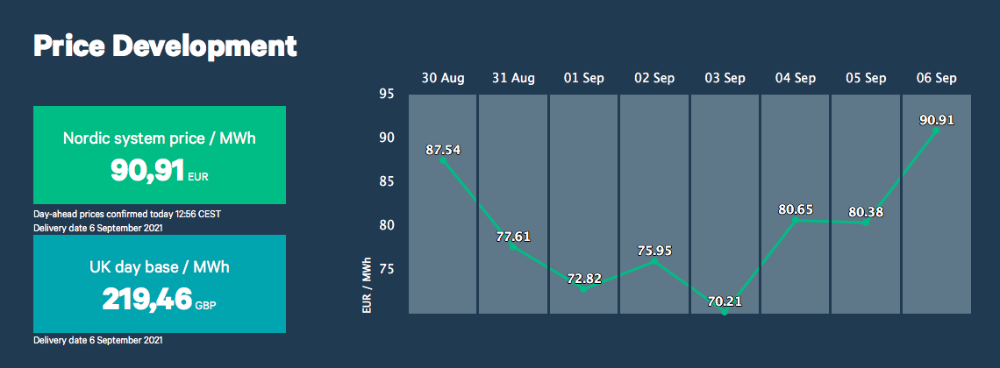 Price Development
Nordic system price / MWh
90,91 EUR
Day-ahead prices confirmed today 12:56 CEST
Delivery date 6 September 2021
UK day base / MWh
219,46 GBP
Delivery date 6 September 2021
30 Aug 31 Aug 01 Sep 02 Sep 03 Sep 04 Sep 05 Sep 06 Sep
95
90
85
80
75
EUR / MWh
87.54
77.61
72.82
75.95
70.21
80.65
80.38
90.91